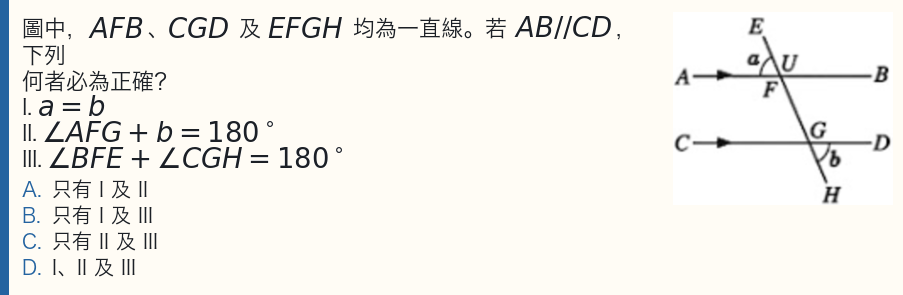 圖中，AFB、CGD 及 EFGH 均為一直線。若 AB//CD，
下列
何者必為正確？
I. a = b
II. ∠AFG + b = 180°
III. ∠BFE + ∠CGH = 180°
A. 只有 I 及 II
B. 只有 I 及 III
C. 只有 II 及 III
D. I、II 及 III
E
a U
A B
F
G
C D
b
H